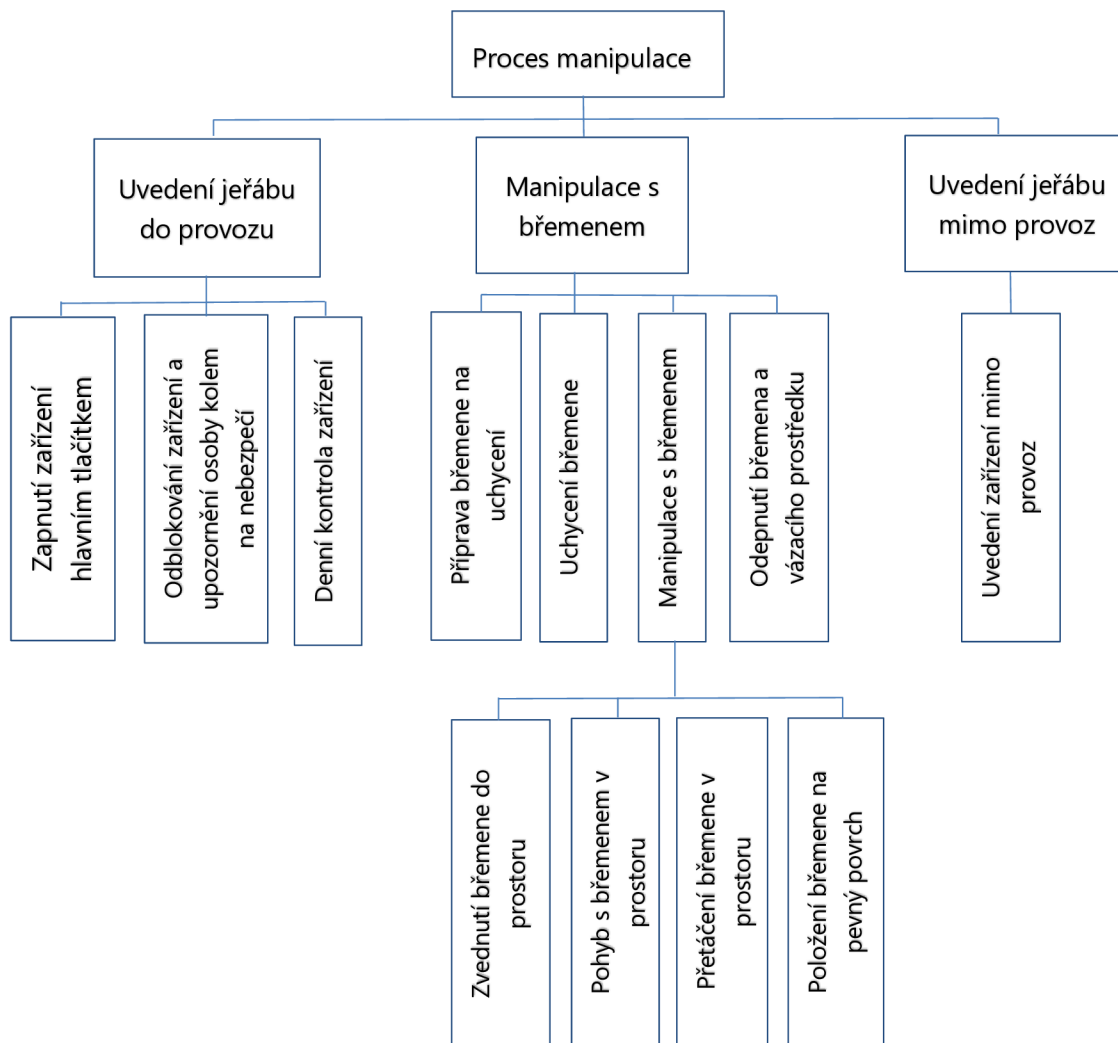 Proces manipulace
Uvedení jeřábu
do provozu
Manipulace s
břemenem
Uvedení jeřábu
mimo provoz
Zapnutí zařízení
hlavním tlačítkem
Odblokování zařízení a
upozornění osoby kolem
na nebezpečí
Denní kontrola zařízení
Příprava břemene na
uchycení
Uchycení břemene
Manipulace s břemenem
Odepnutí břemena a
vázacího prostředku
Uvedení zařízení mimo
provoz
Zvednutí břemene do
prostoru
Pohyb s břemenem v
prostoru
Přetáčení břemene v
prostoru
Položení břemene na
pevný povrch